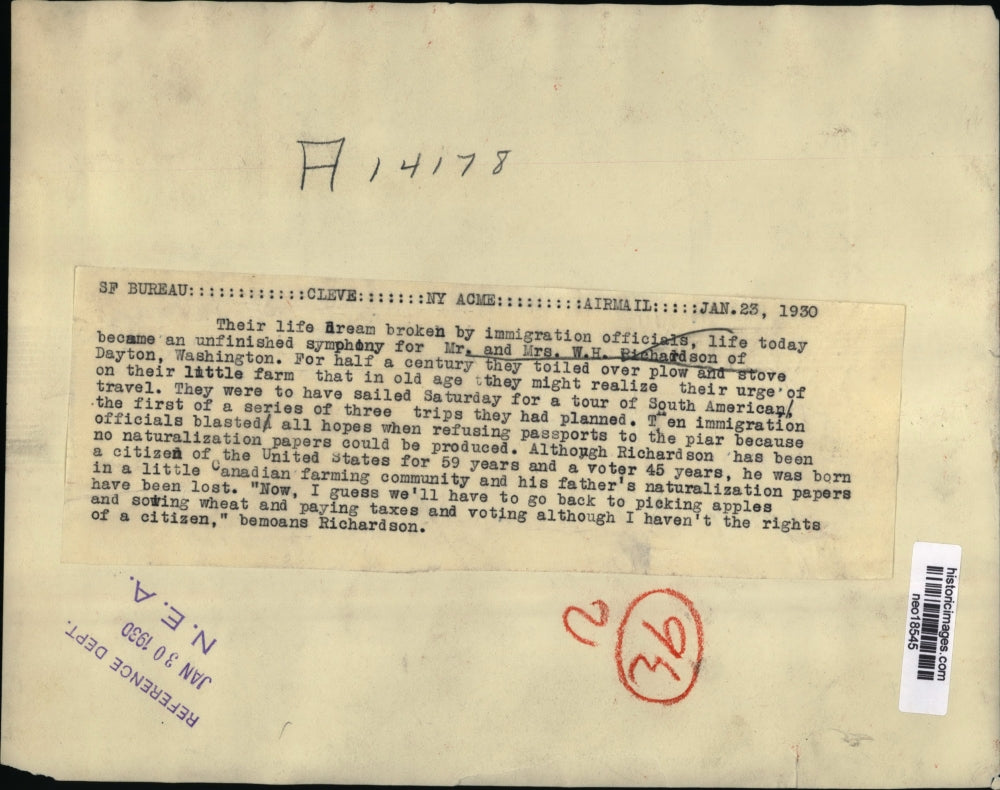 A 14178
SF BUREAU::::::::::::CLEVE:::::::NY ACME:::::::::AIRMAIL:::::JAN.23, 1930
Their life dream broken by immigration officials, life today
became an unfinished symphony for Mr. and Mrs. W.H. Richardson of
Dayton, Washington. For half a century they toiled over plow and stove
on their little farm that in old age they might realize their urge of
travel. They were to have sailed Saturday for a tour of South American/
the first of a series of three trips they had planned. Then immigration
officials blasted/ all hopes when refusing passports to the piar because
no naturalization papers could be produced. Although Richardson has been
a citizen of the United States for 59 years and a voter 45 years, he was born
in a little Canadian farming community and his father's naturalization papers
have been lost. "Now, I guess we'll have to go back to picking apples
and sowing wheat and paying taxes and voting although I haven't the rights
of a citizen," bemoans Richardson.
REFERENCE DEPT.
JAN 30 1930
N. E. A.
2
36
historicimages.com
neo18545